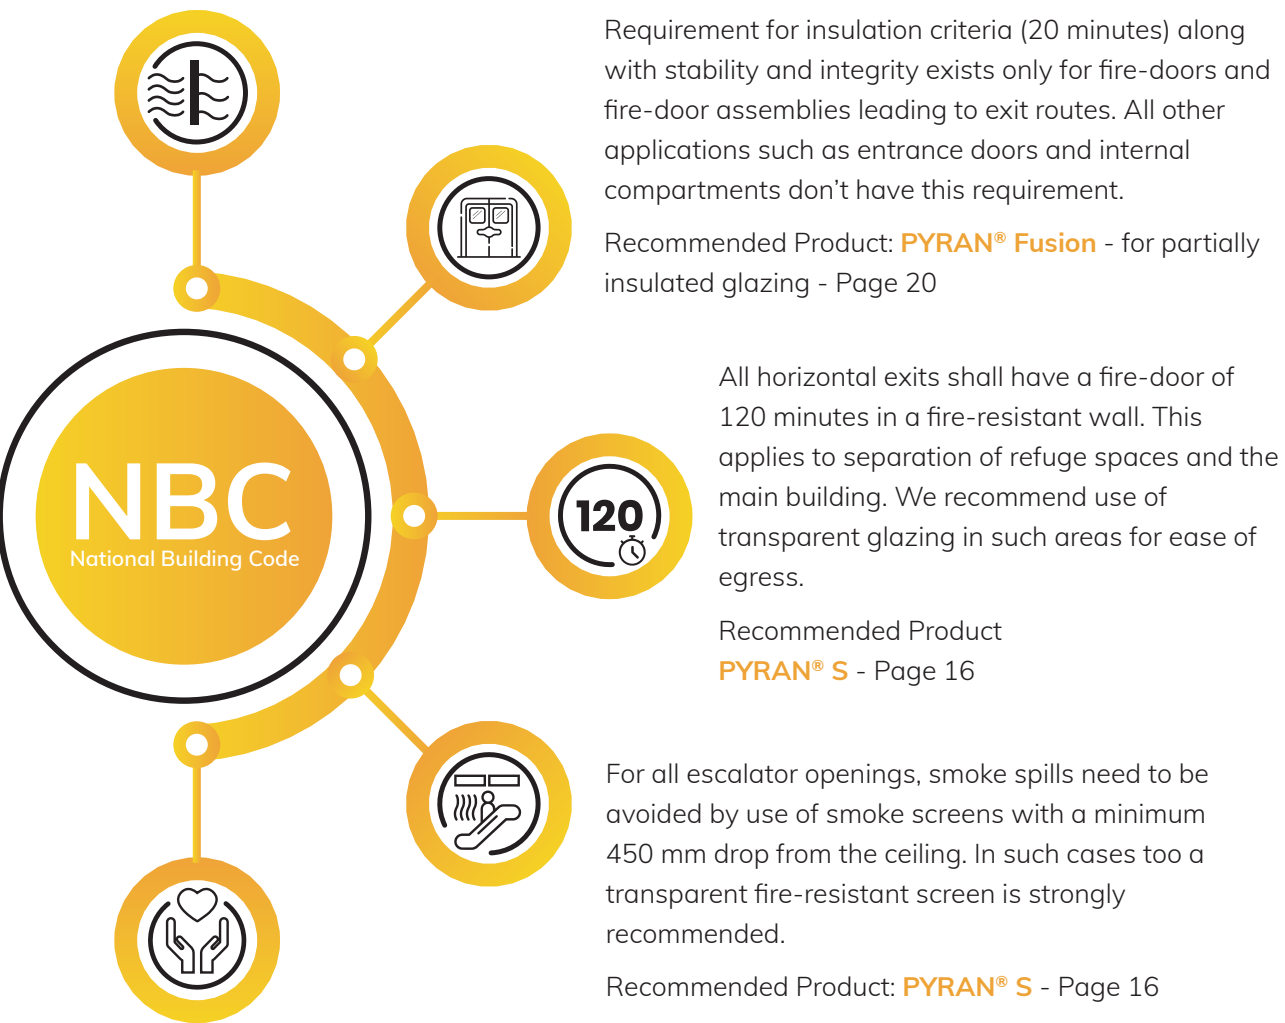 Requirement for insulation criteria (20 minutes) along
with stability and integrity exists only for fire-doors and
fire-door assemblies leading to exit routes. All other
applications such as entrance doors and internal
compartments don’t have this requirement.
Recommended Product: PYRAN® Fusion - for partially
insulated glazing - Page 20
All horizontal exits shall have a fire-door of
120 minutes in a fire-resistant wall. This
applies to separation of refuge spaces and the
main building. We recommend use of
transparent glazing in such areas for ease of
egress.
Recommended Product
PYRAN® S - Page 16
120
NBC
National Building Code
For all escalator openings, smoke spills need to be
avoided by use of smoke screens with a minimum
450 mm drop from the ceiling. In such cases too a
transparent fire-resistant screen is strongly
recommended.
Recommended Product: PYRAN® S - Page 16